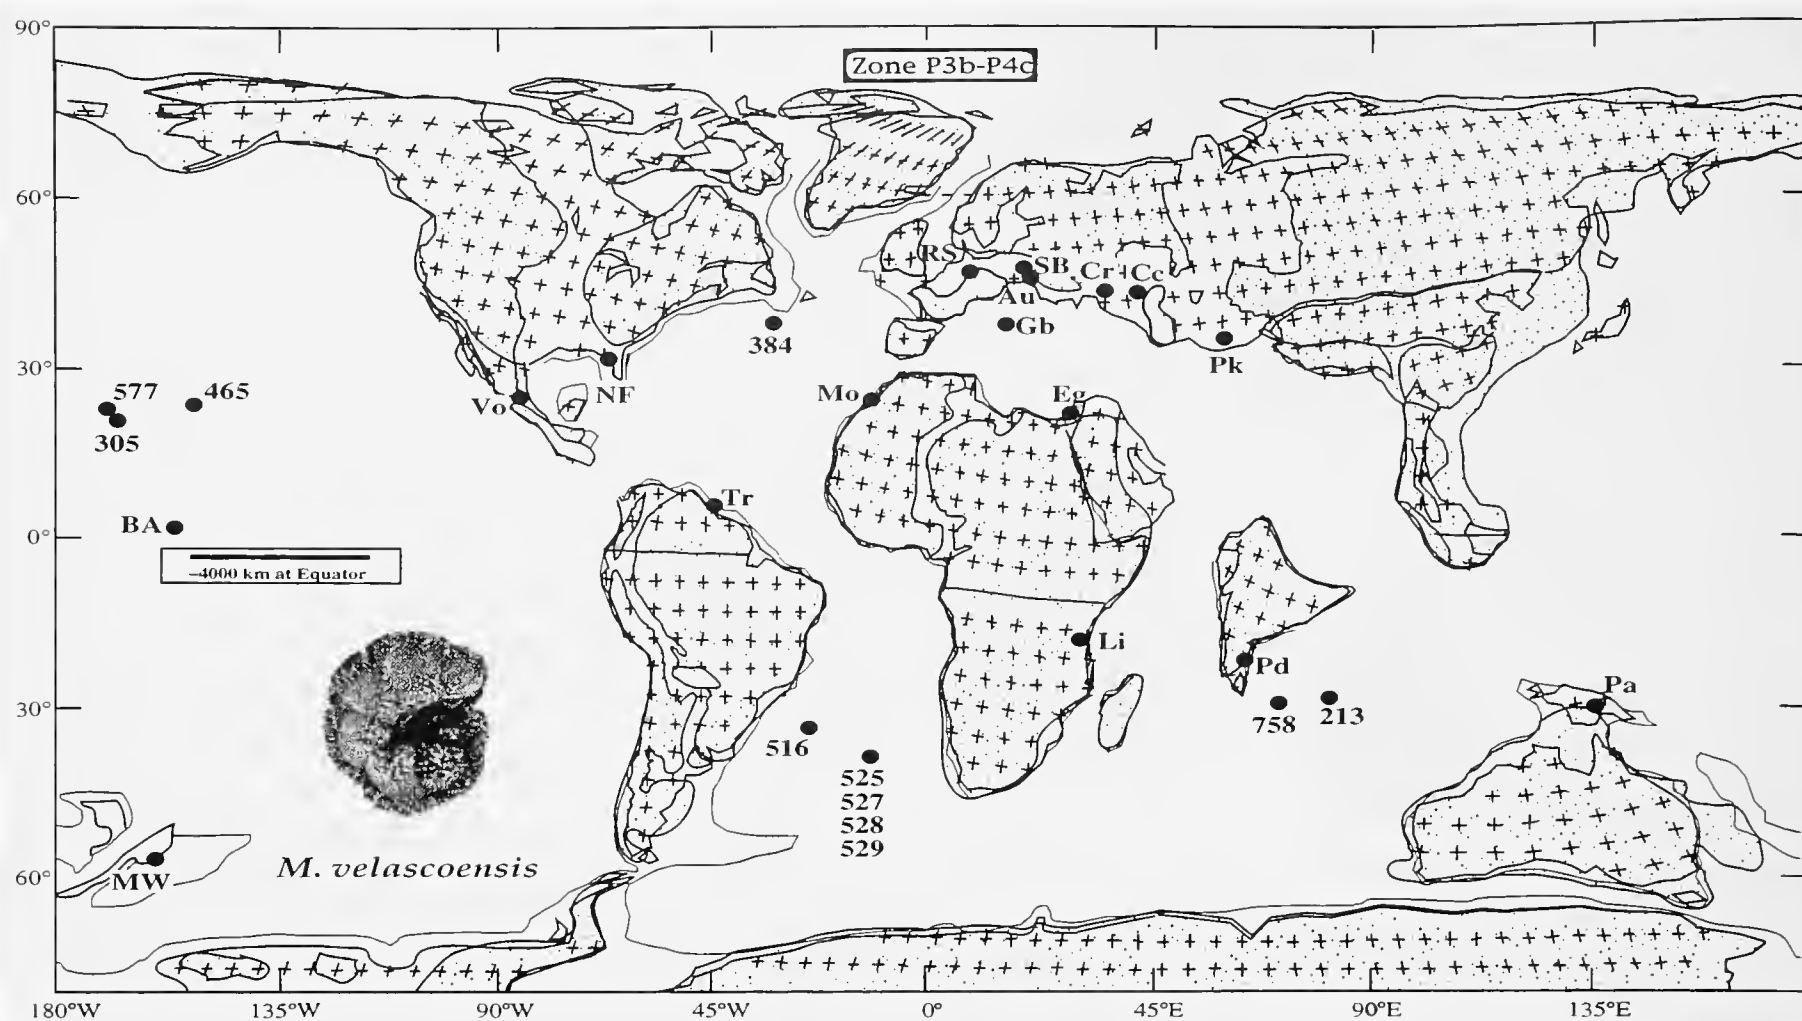 90°
Zone P3b-P4c
60°
RS
SB
Cr
Cc
Au
Gb
384
Pk
30°
577
465
NF
Vo
Mo
Eg
305
Tr
BA
0°
~4000 km at Equator
Li
Pd
Pa
30°
758
213
516
525
527
528
529
M. velascoensis
60°
MW
180°W
135°W
90°W
45°W
0°
45°E
90°E
135°E